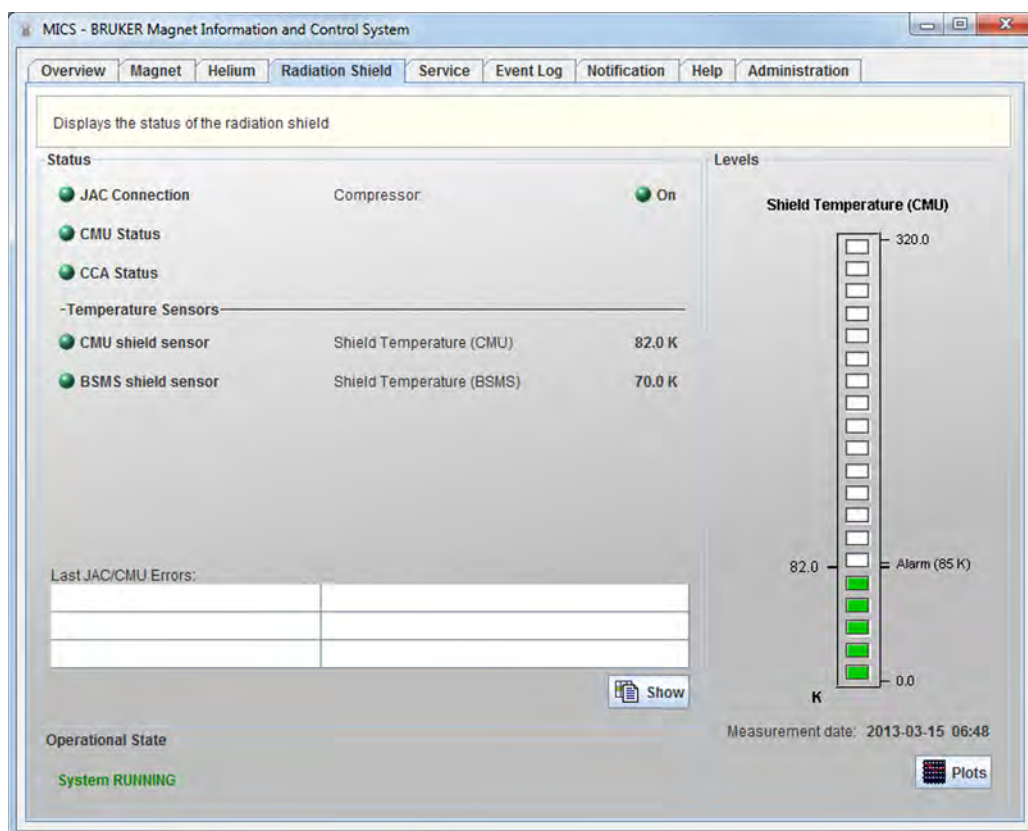 MICS - BRUKER Magnet Information and Control System
Overview Magnet Helium Radiation Shield Service Event Log Notification Help Administration
Displays the status of the radiation shield
Status
JAC Connection Compressor On
CMU Status
CCA Status
Temperature Sensors
CMU shield sensor Shield Temperature (CMU) 82.0 K
BSMS shield sensor Shield Temperature (BSMS) 70.0 K
Last JAC/CMU Errors:
Show
Operational State
System RUNNING
Levels
Shield Temperature (CMU)
320.0
82.0 Alarm (85 K)
0.0
K
Measurement date: 2013-03-15 06:48
Plots